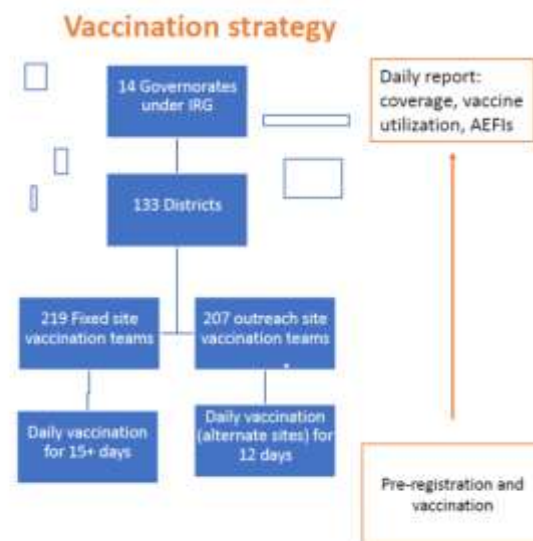 Vaccination strategy
14 Governorates
under IRG
Daily report:
coverage, vaccine
utilization, AEFIs
133 Districts
219 Fixed site
vaccination teams
207 outreach site
vaccination teams
Daily vaccination
for 15+ days
Daily vaccination
(alternate sites) for
12 days
Pre-registration and
vaccination